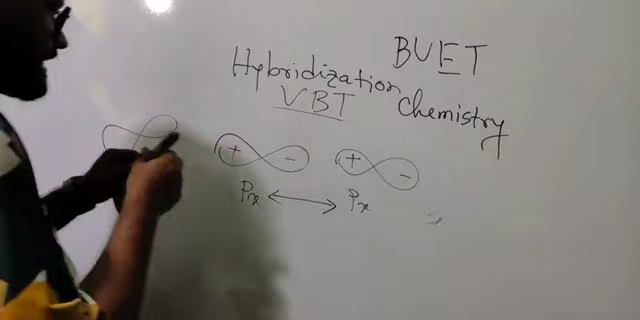 BUET
Hybridization
VBT Chemistry
+ - + -
Px ⟷ Px